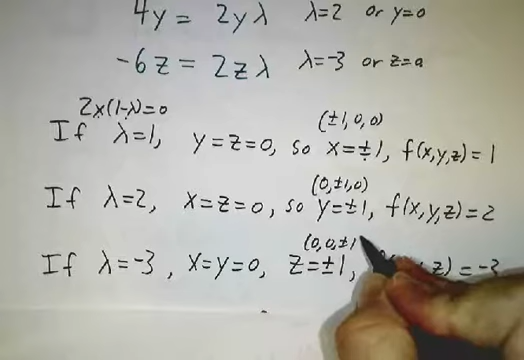 4y = 2yλ λ=2 or y=0
-6z = 2zλ λ=-3 or z=0
2x(1-λ)=0
(±1,0,0)
If λ=1, y=z=0, so x=±1, f(x,y,z)=1
(0,±1,0)
If λ=2, x=z=0, so y=±1, f(x,y,z)=2
(0,0,±1
If λ=-3, x=y=0, z=±1, z)=-3